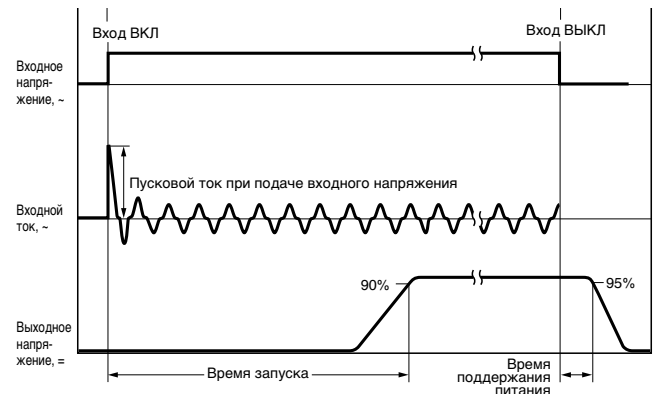 Вход ВКЛ
Вход ВЫКЛ
Входное
напря-
жение, ~
Пусковой ток при подаче входного напряжения
Входной
ток, ~
90%
95%
Выходное
напря-
жение, =
Время запуска
Время
поддержания
питания